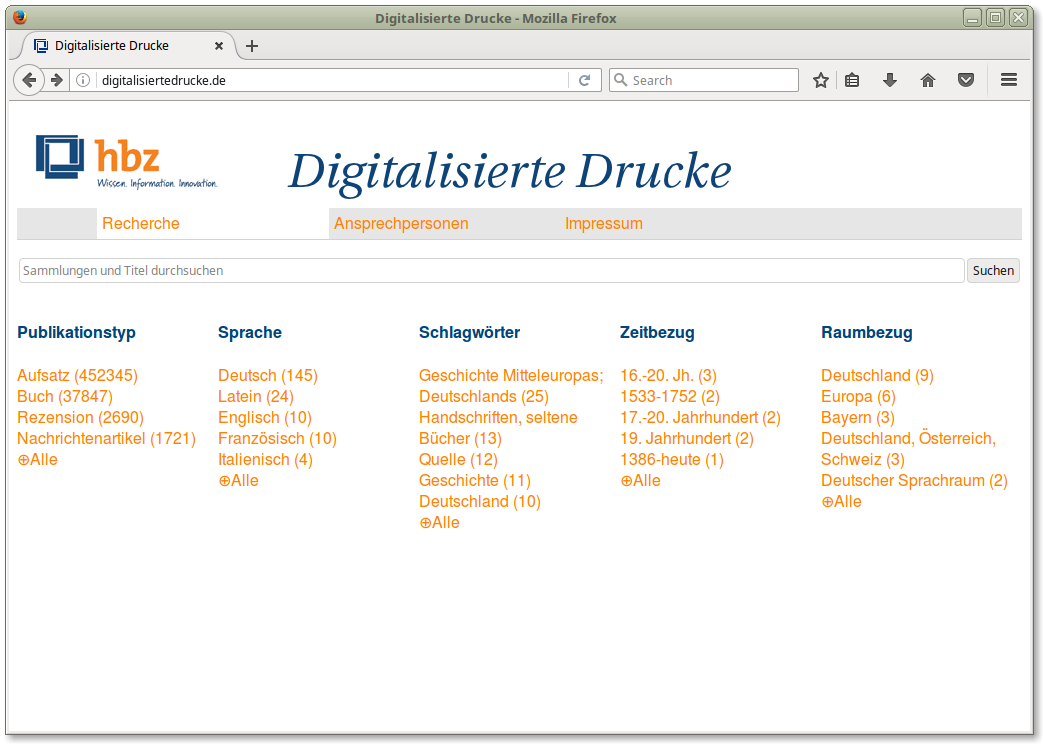 Digitalisierte Drucke - Mozilla Firefox
Digitalisierte Drucke
digitalisiertedrucke.de
Search
hbz
Wissen. Information. Innovation.
Digitalisierte Drucke
Recherche
Ansprechpersonen
Impressum
Sammlungen und Titel durchsuchen
Suchen
Publikationstyp
Aufsatz (452345)
Buch (37847)
Rezension (2690)
Nachrichtenartikel (1721)
⊕Alle
Sprache
Deutsch (145)
Latein (24)
Englisch (10)
Französisch (10)
Italienisch (4)
⊕Alle
Schlagwörter
Geschichte Mitteleuropas;
Deutschlands (25)
Handschriften, seltene
Bücher (13)
Quelle (12)
Geschichte (11)
Deutschland (10)
⊕Alle
Zeitbezug
16.-20. Jh. (3)
1533-1752 (2)
17.-20. Jahrhundert (2)
19. Jahrhundert (2)
1386-heute (1)
⊕Alle
Raumbezug
Deutschland (9)
Europa (6)
Bayern (3)
Deutschland, Österreich,
Schweiz (3)
Deutscher Sprachraum (2)
⊕Alle